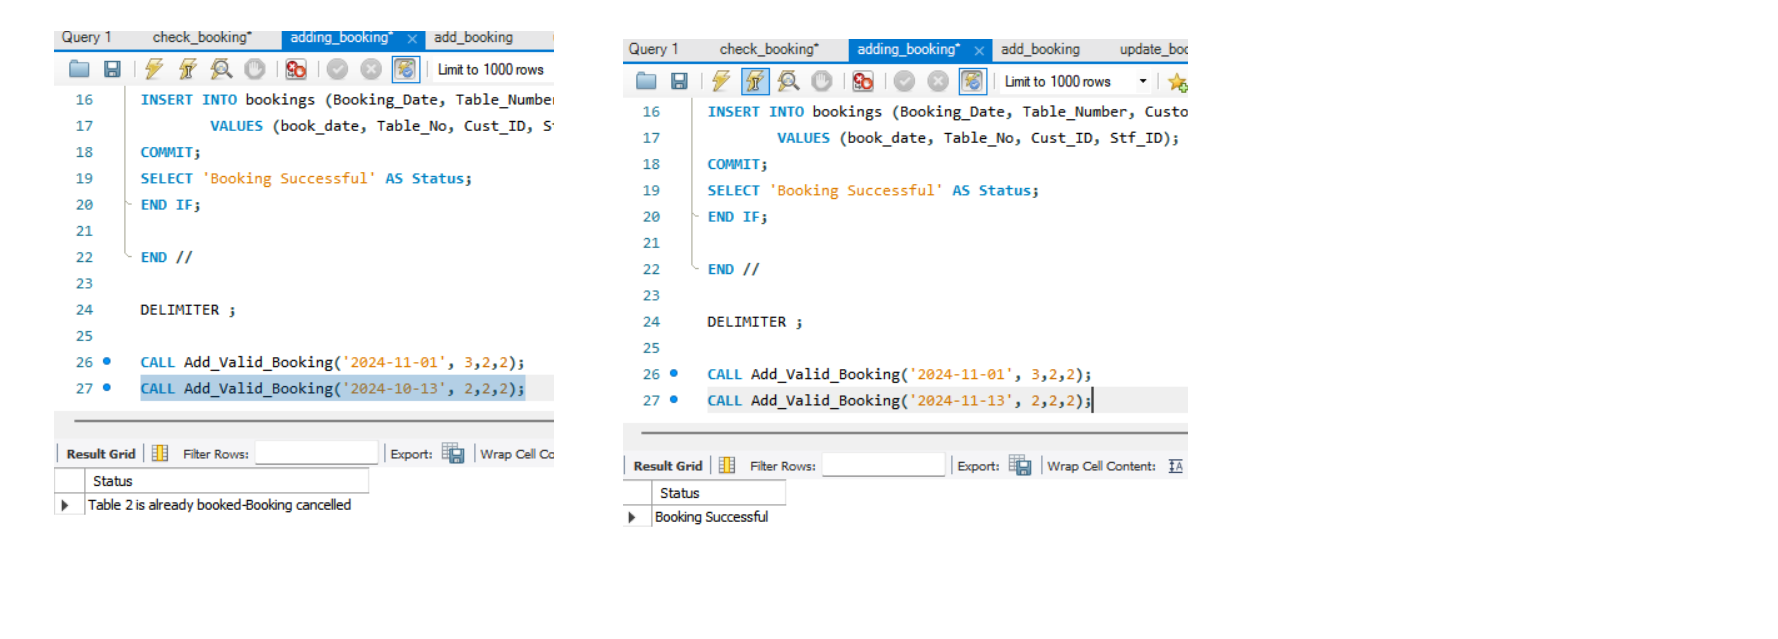 Query 1 check_booking* adding_booking* add_booking
Limit to 1000 rows
16 INSERT INTO bookings (Booking_Date, Table_Number
17 VALUES (book_date, Table_No, Cust_ID, S
18 COMMIT;
19 SELECT 'Booking Successful' AS Status;
20 END IF;
21
22 END //
23
24 DELIMITER ;
25
26 CALL Add_Valid_Booking('2024-11-01', 3,2,2);
27 CALL Add_Valid_Booking('2024-10-13', 2,2,2);
Result Grid Filter Rows: Export: Wrap Cell Co
Status
Table 2 is already booked-Booking cancelled
Query 1 check_booking* adding_booking* add_booking update_boo
Limit to 1000 rows
16 INSERT INTO bookings (Booking_Date, Table_Number, Custo
17 VALUES (book_date, Table_No, Cust_ID, Stf_ID);
18 COMMIT;
19 SELECT 'Booking Successful' AS Status;
20 END IF;
21
22 END //
23
24 DELIMITER ;
25
26 CALL Add_Valid_Booking('2024-11-01', 3,2,2);
27 CALL Add_Valid_Booking('2024-11-13', 2,2,2);
Result Grid Filter Rows: Export: Wrap Cell Content: IA
Status
Booking Successful